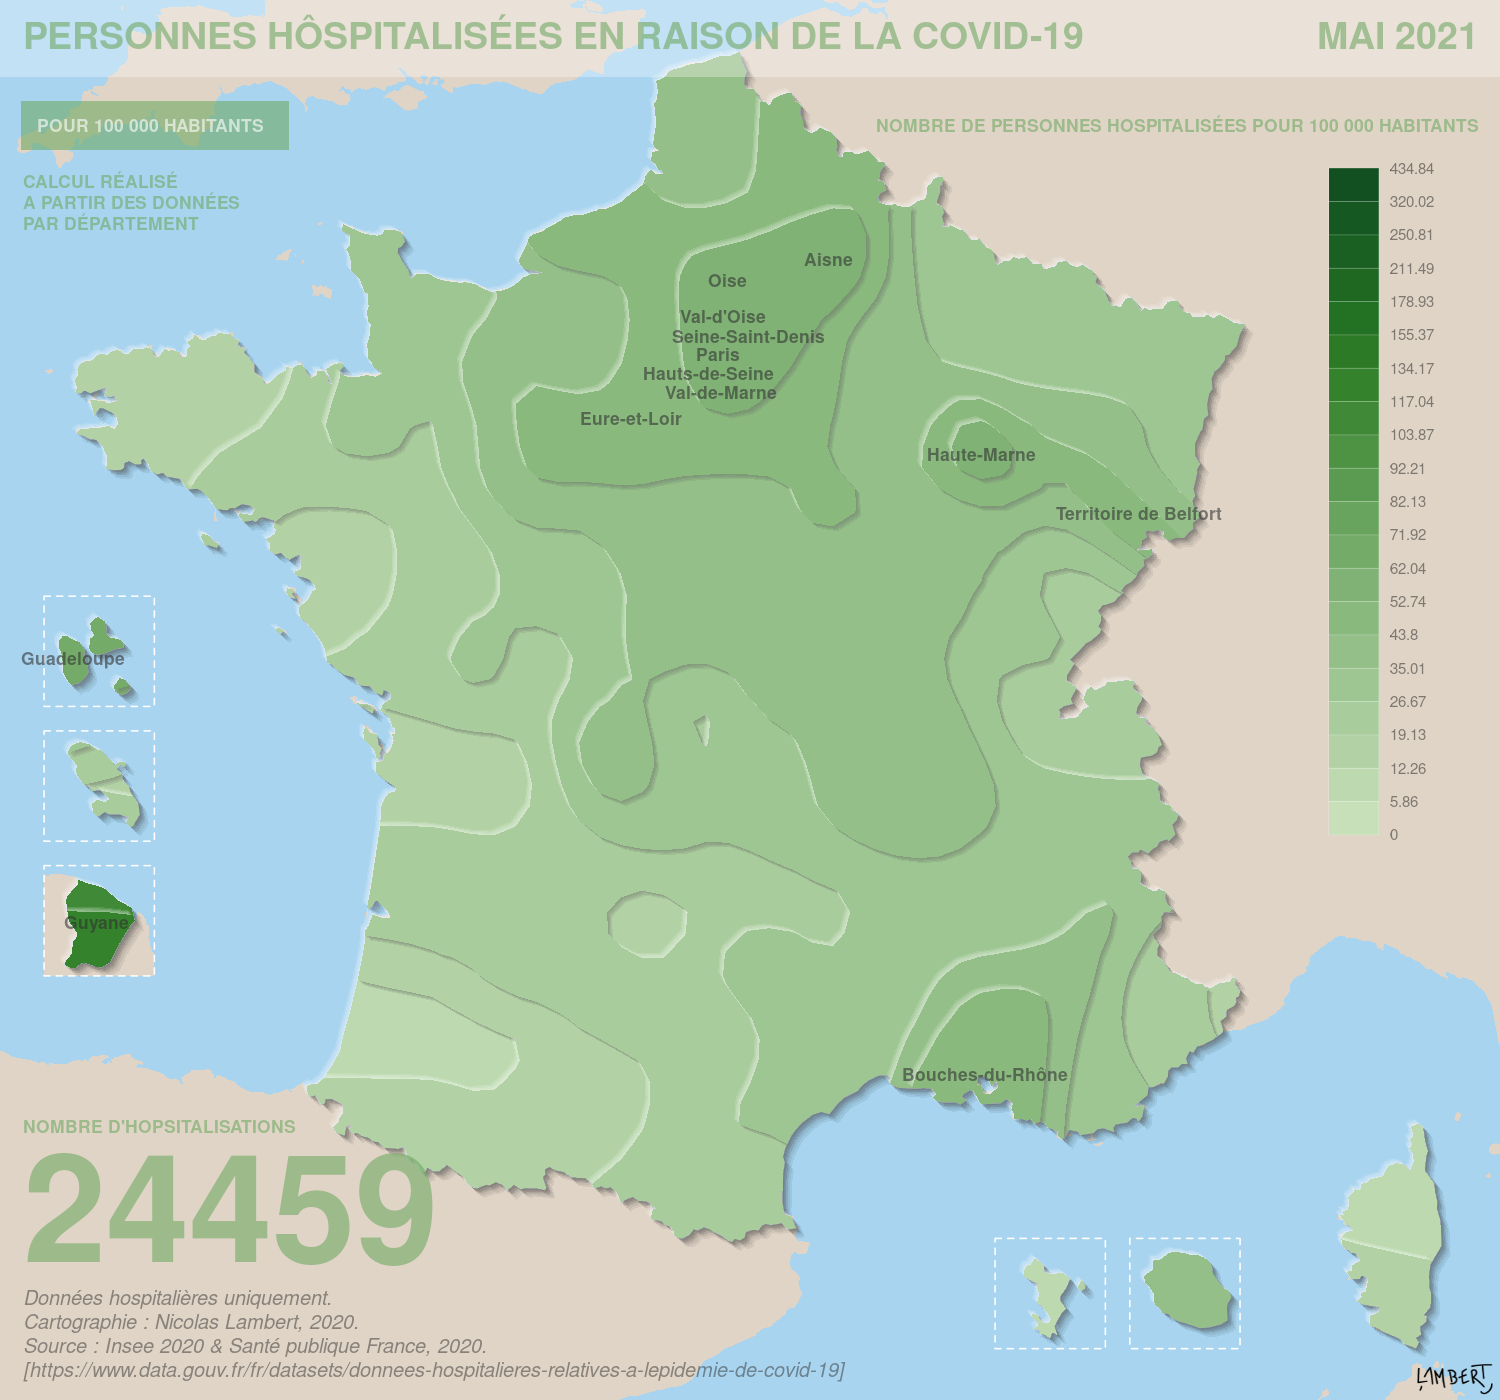 PERSONNES HÔSPITALISÉES EN RAISON DE LA COVID-19
MAI 2021
POUR 100 000 HABITANTS
CALCUL RÉALISÉ
A PARTIR DES DONNÉES
PAR DÉPARTEMENT
NOMBRE DE PERSONNES HOSPITALISÉES POUR 100 000 HABITANTS
434.84
320.02
250.81
211.49
178.93
155.37
134.17
117.04
103.87
92.21
82.13
71.92
62.04
52.74
43.8
35.01
26.67
19.13
12.26
5.86
0
Aisne
Oise
Val-d'Oise
Seine-Saint-Denis
Paris
Hauts-de-Seine
Val-de-Marne
Eure-et-Loir
Haute-Marne
Territoire de Belfort
Guadeloupe
Guyane
Bouches-du-Rhône
NOMBRE D'HOPSITALISATIONS
24459
Données hospitalières uniquement.
Cartographie : Nicolas Lambert, 2020.
Source : Insee 2020 & Santé publique France, 2020.
[https://www.data.gouv.fr/fr/datasets/donnees-hospitalieres-relatives-a-lepidemie-de-covid-19]
LAMBERT